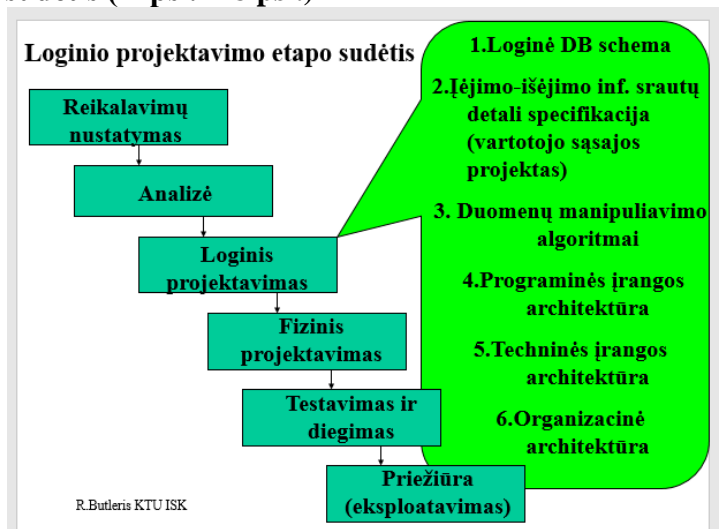 Loginio projektavimo etapo sudėtis
Reikalavimų
nustatymas
Analizė
Loginis
projektavimas
Fizinis
projektavimas
Testavimas ir
diegimas
Priežiūra
(eksploatavimas)
1.Loginė DB schema
2.Įėjimo-išėjimo inf. srautų
detali specifikacija
(vartotojo sąsajos
projektas)
3. Duomenų manipuliavimo
algoritmai
4.Programinės įrangos
architektūra
5.Techninės įrangos
architektūra
6.Organizacinė
architektūra
R.Butleris KTU ISK